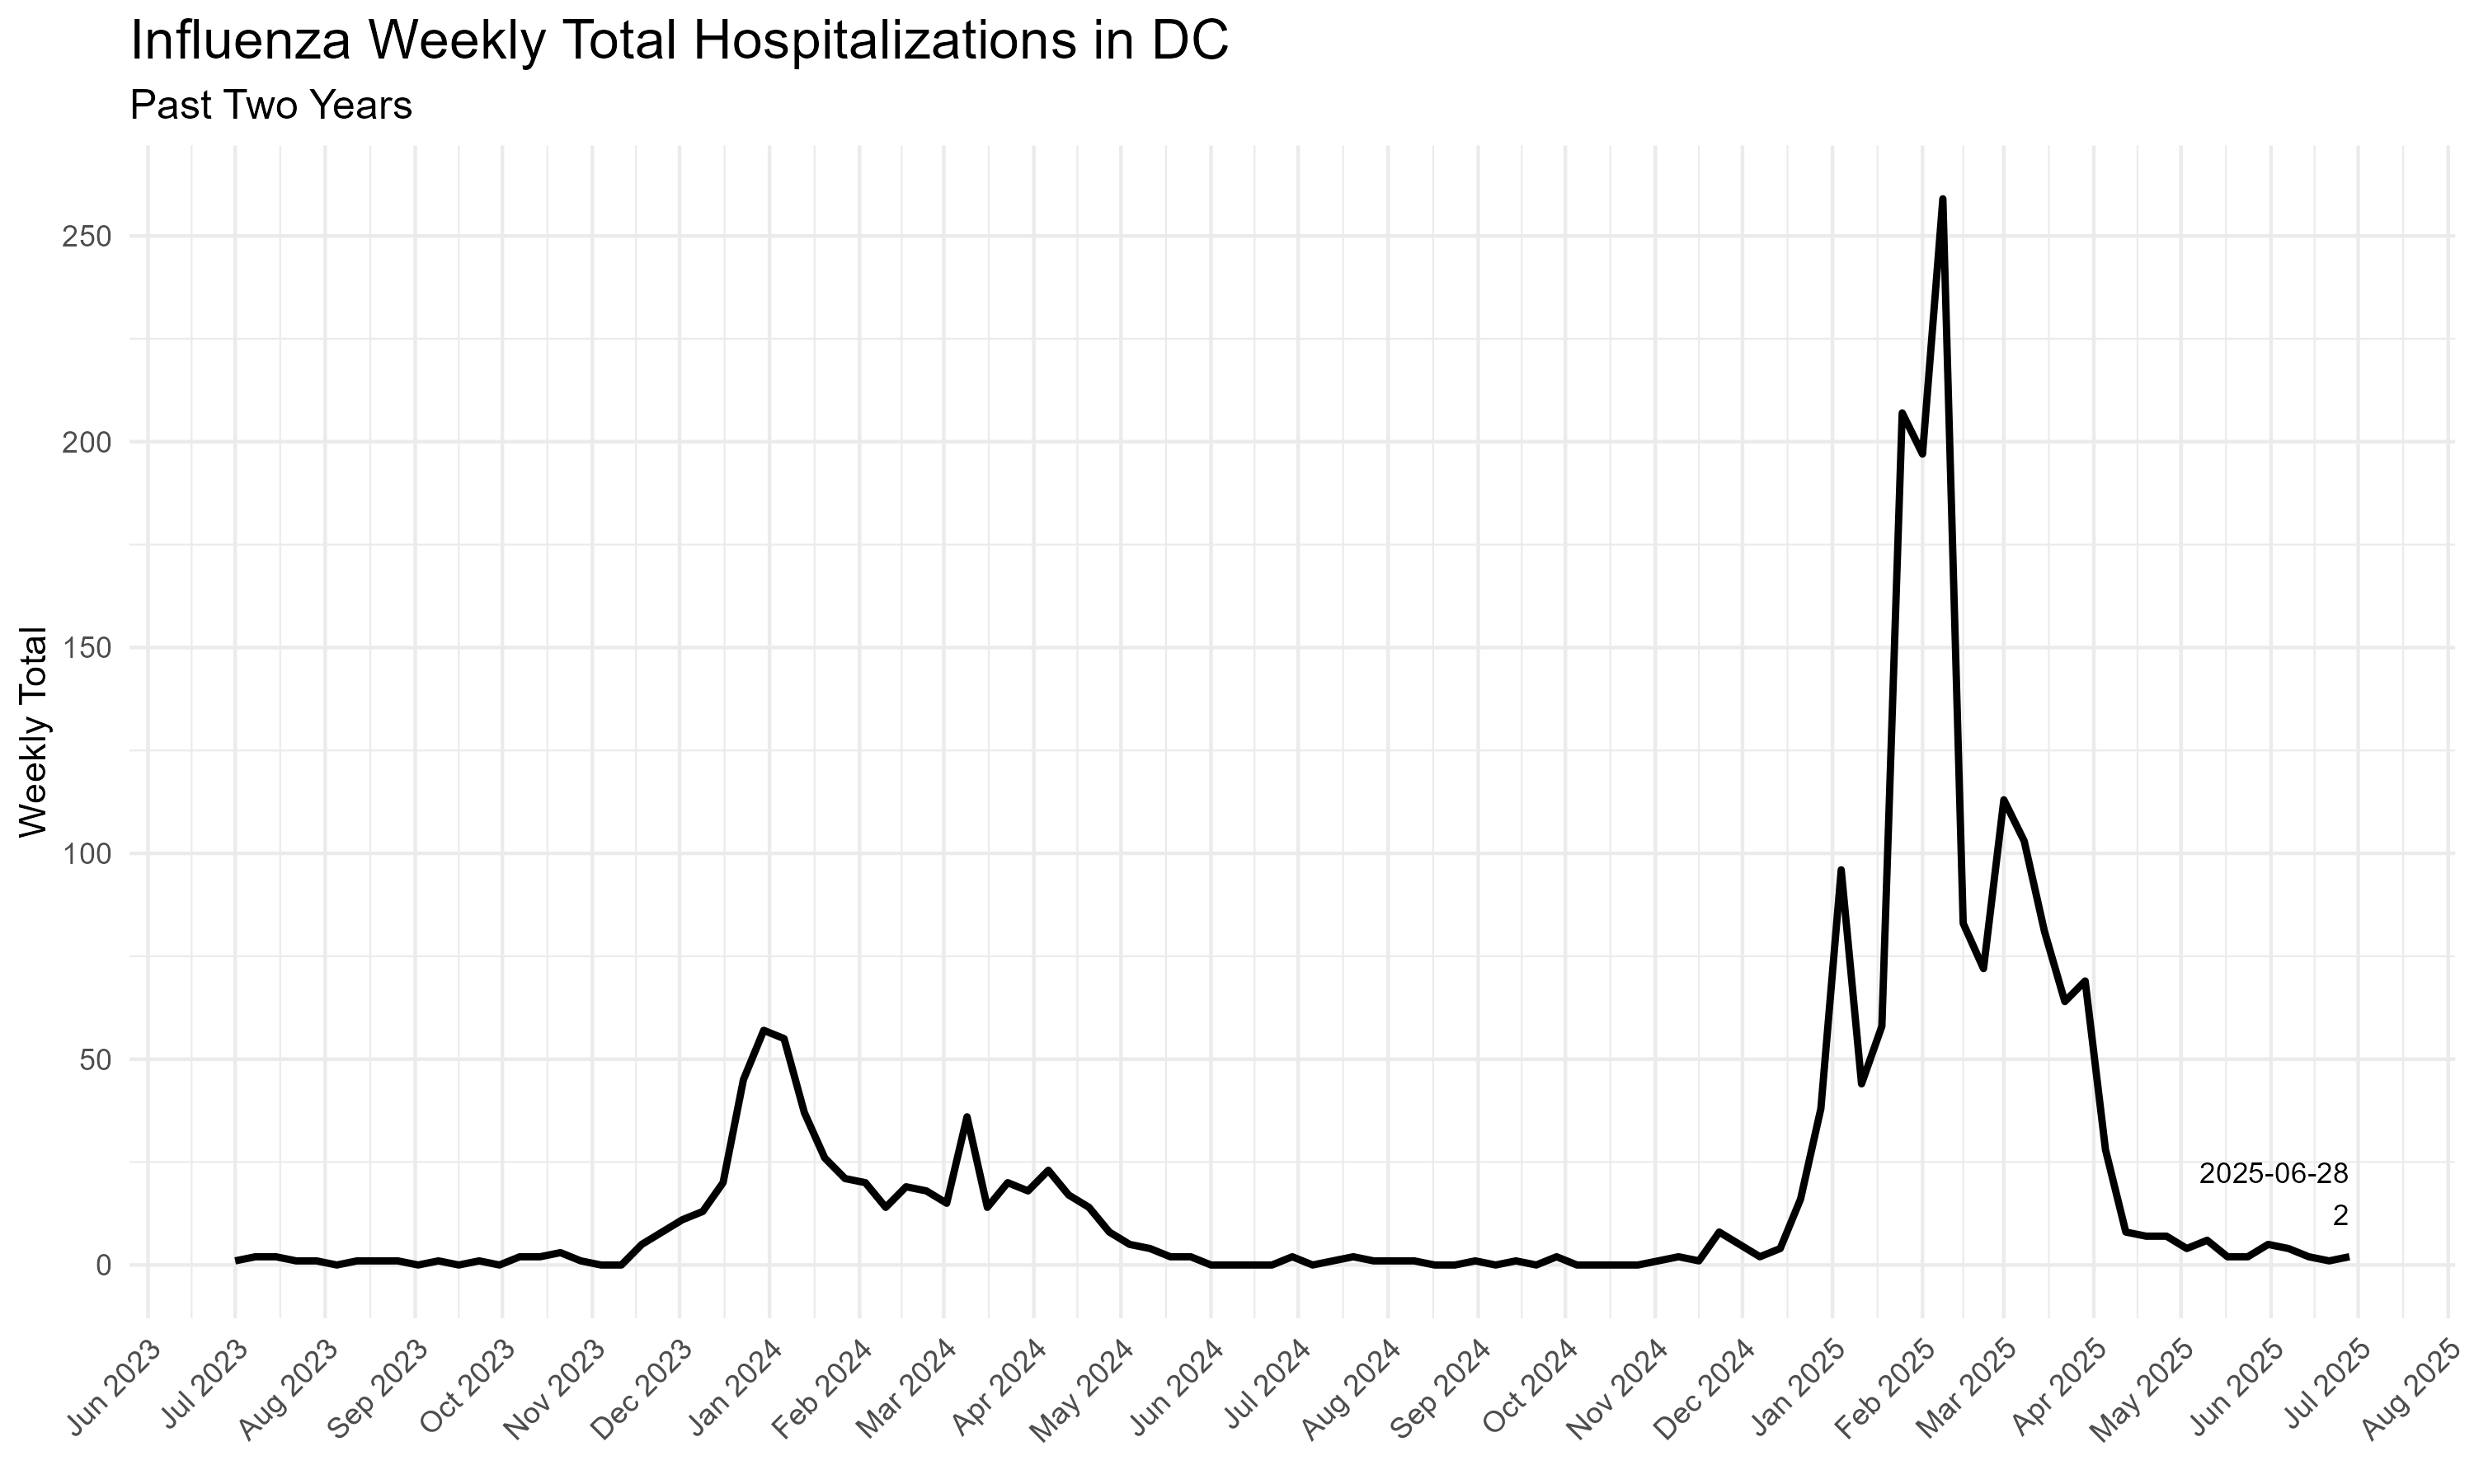 Influenza Weekly Total Hospitalizations in DC
Past Two Years
Weekly Total
250
200
150
100
50
0
2025-06-28
2
Jun 2023
Jul 2023
Aug 2023
Sep 2023
Oct 2023
Nov 2023
Dec 2023
Jan 2024
Feb 2024
Mar 2024
Apr 2024
May 2024
Jun 2024
Jul 2024
Aug 2024
Sep 2024
Oct 2024
Nov 2024
Dec 2024
Jan 2025
Feb 2025
Mar 2025
Apr 2025
May 2025
Jun 2025
Jul 2025
Aug 2025